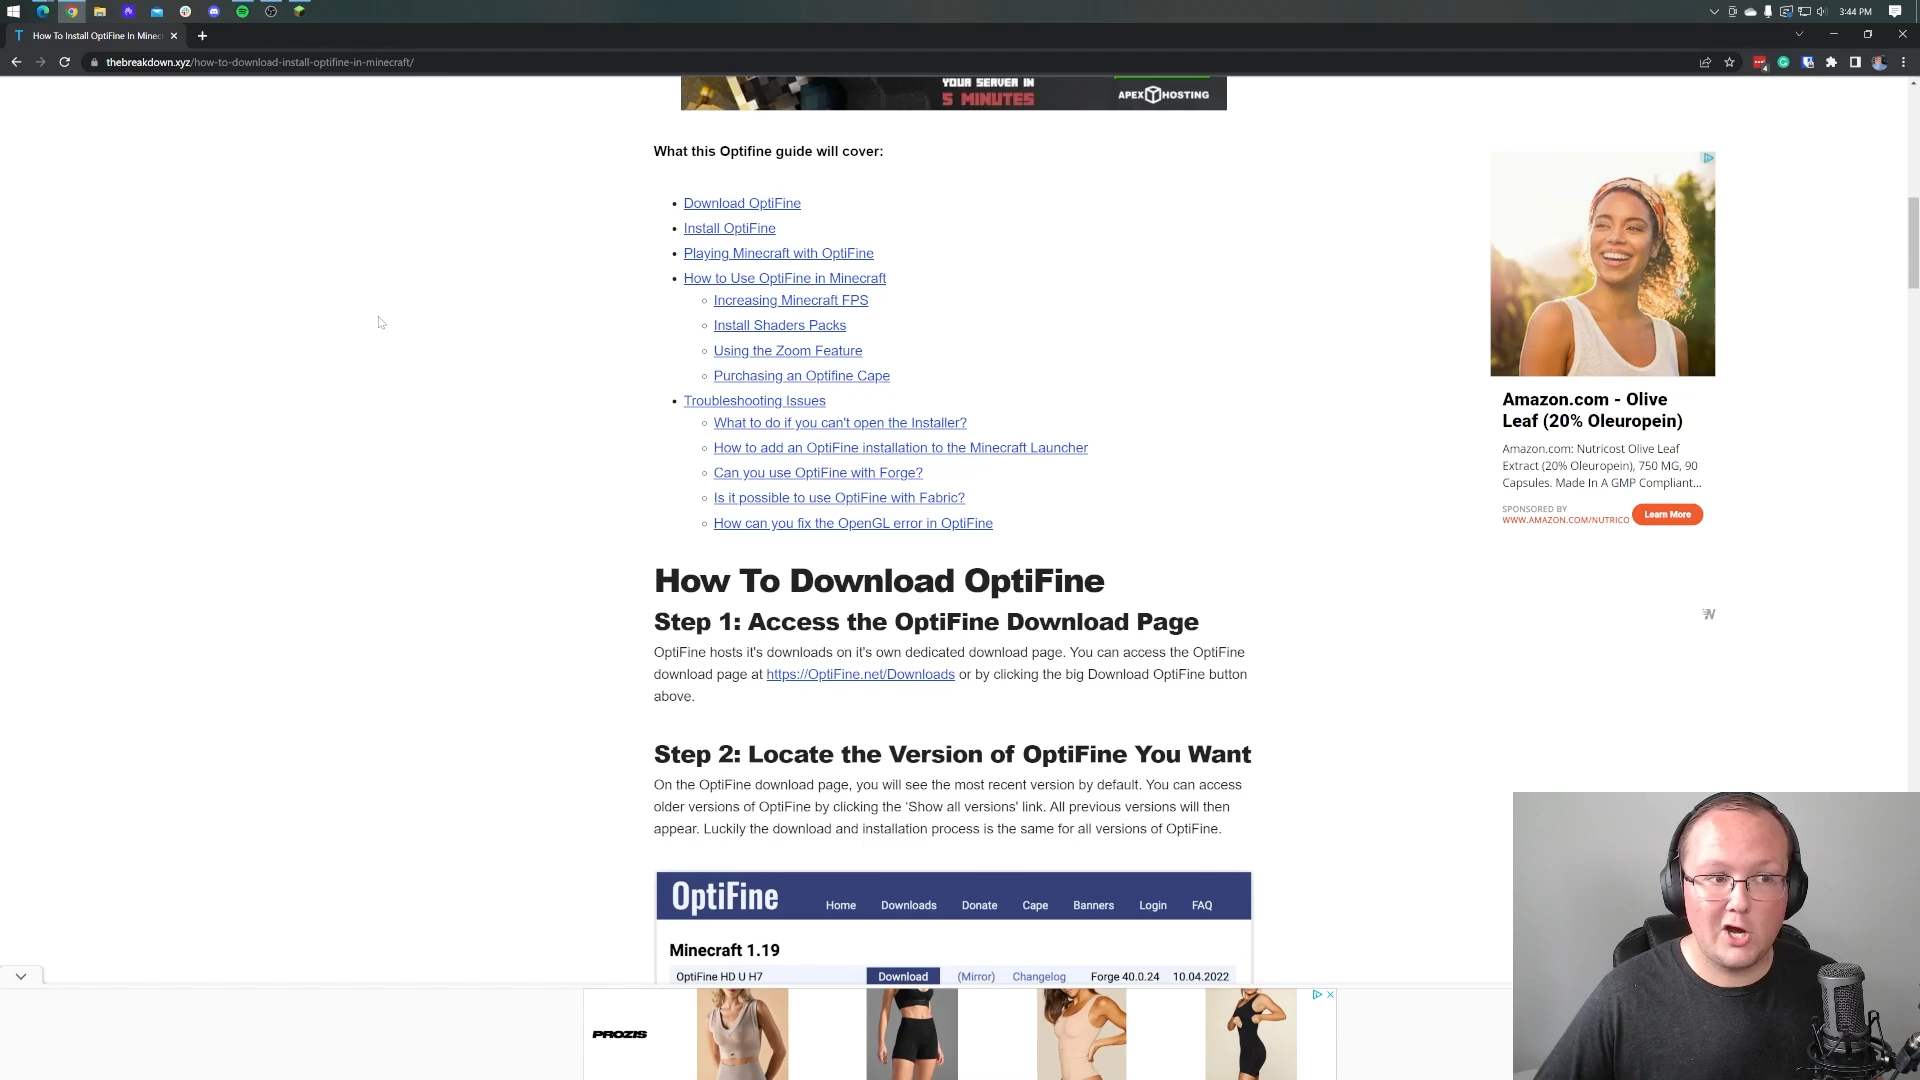 3:44 PM
How To Install OptiFine In Minec
thebreakdown.xyz/how-to-download-install-optifine-in-minecraft/
YOUR SERVER IN
5 MINUTES
APEX HOSTING
What this Optifine guide will cover:
• Download OptiFine
• Install OptiFine
• Playing Minecraft with OptiFine
• How to Use OptiFine in Minecraft
◦ Increasing Minecraft FPS
◦ Install Shaders Packs
◦ Using the Zoom Feature
◦ Purchasing an Optifine Cape
• Troubleshooting Issues
◦ What to do if you can't open the Installer?
◦ How to add an OptiFine installation to the Minecraft Launcher
◦ Can you use OptiFine with Forge?
◦ Is it possible to use OptiFine with Fabric?
◦ How can you fix the OpenGL error in OptiFine
Amazon.com - Olive
Leaf (20% Oleuropein)
Amazon.com: Nutricost Olive Leaf
Extract (20% Oleuropein), 750 MG, 90
Capsules. Made In A GMP Compliant...
SPONSORED BY
WWW.AMAZON.COM/NUTRICO
Learn More
How To Download OptiFine
Step 1: Access the OptiFine Download Page
OptiFine hosts it's downloads on it's own dedicated download page. You can access the OptiFine
download page at https://OptiFine.net/Downloads or by clicking the big Download OptiFine button
above.
Step 2: Locate the Version of OptiFine You Want
On the OptiFine download page, you will see the most recent version by default. You can access
older versions of OptiFine by clicking the 'Show all versions' link. All previous versions will then
appear. Luckily the download and installation process is the same for all versions of OptiFine.
OptiFine Home Downloads Donate Cape Banners Login FAQ
Minecraft 1.19
OptiFine HD U H7 Download (Mirror) Changelog Forge 40.0.24 10.04.2022
PROZIS